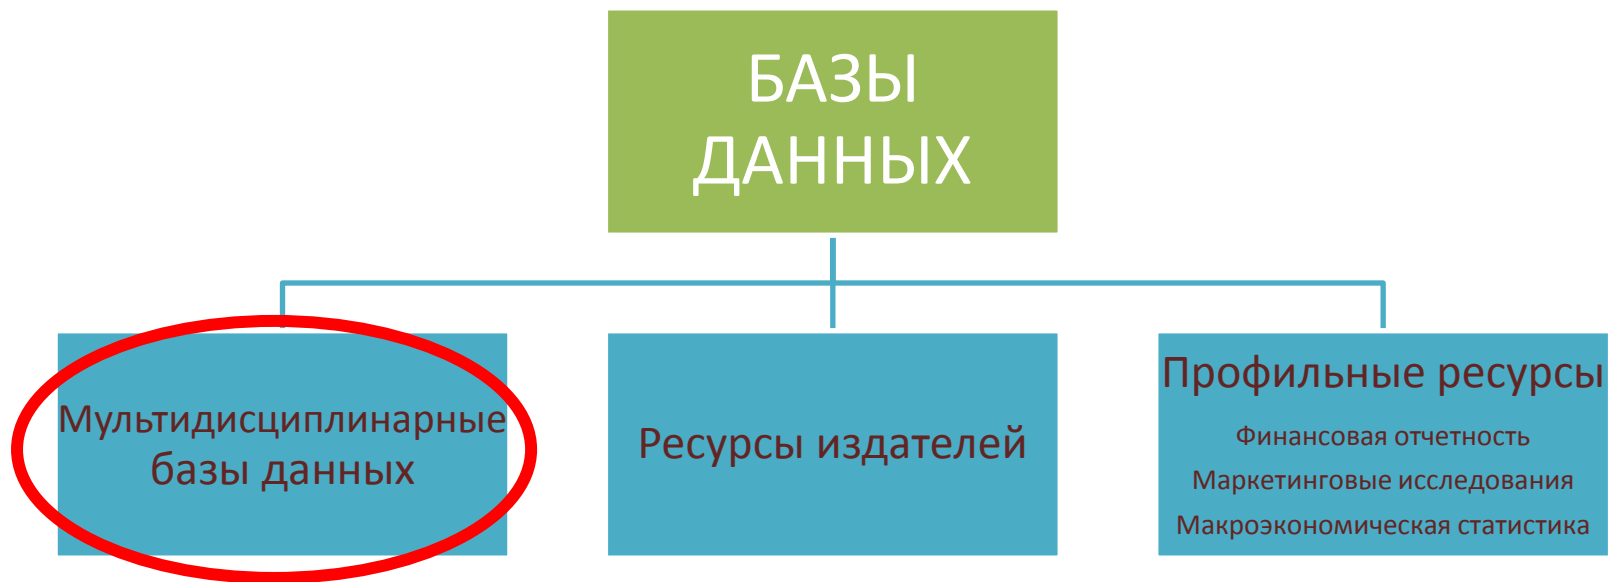 БАЗЫ
ДАННЫХ
Мультидисциплинарные
базы данных
Ресурсы издателей
Профильные ресурсы
Финансовая отчетность
Маркетинговые исследования
Макроэкономическая статистика